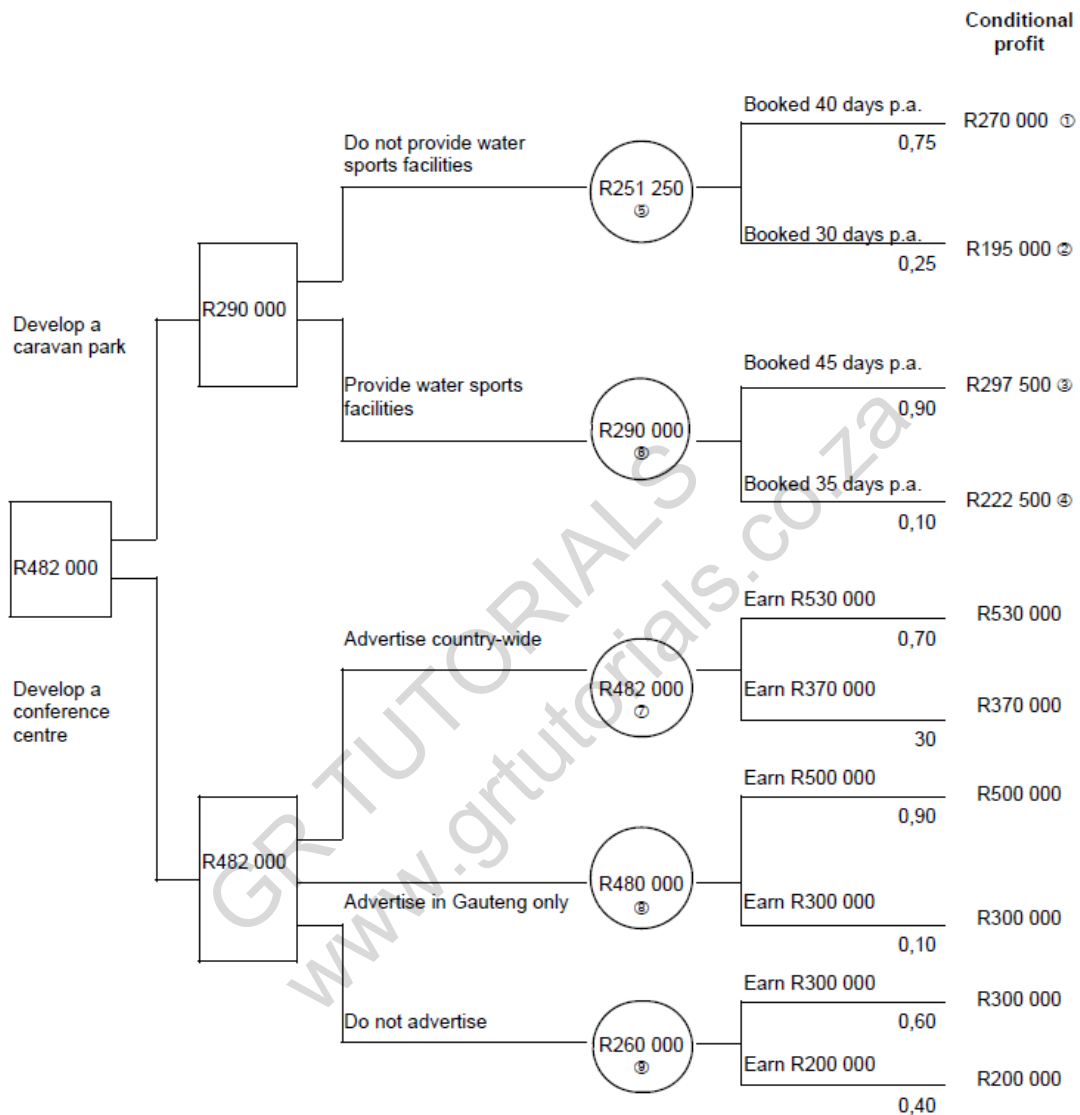 Conditional
profit
Booked 40 days p.a.
R270 000 ①
0,75
Do not provide water
sports facilities
R251 250
⑤
Booked 30 days p.a.
R195 000 ②
0,25
R290 000
Develop a
caravan park
Booked 45 days p.a.
R297 500 ③
0,90
Provide water sports
facilities
R290 000
⑥
Booked 35 days p.a.
R222 500 ④
0,10
R482 000
Earn R530 000
R530 000
0,70
Advertise country-wide
R482 000
⑦
Earn R370 000
R370 000
30
Develop a
conference
centre
Earn R500 000
R500 000
0,90
R482 000
R480 000
⑧
Advertise in Gauteng only
Earn R300 000
R300 000
0,10
Earn R300 000
R300 000
0,60
Do not advertise
R260 000
⑨
Earn R200 000
R200 000
0,40
GR TUTORIALS
www.grtutorials.co.za